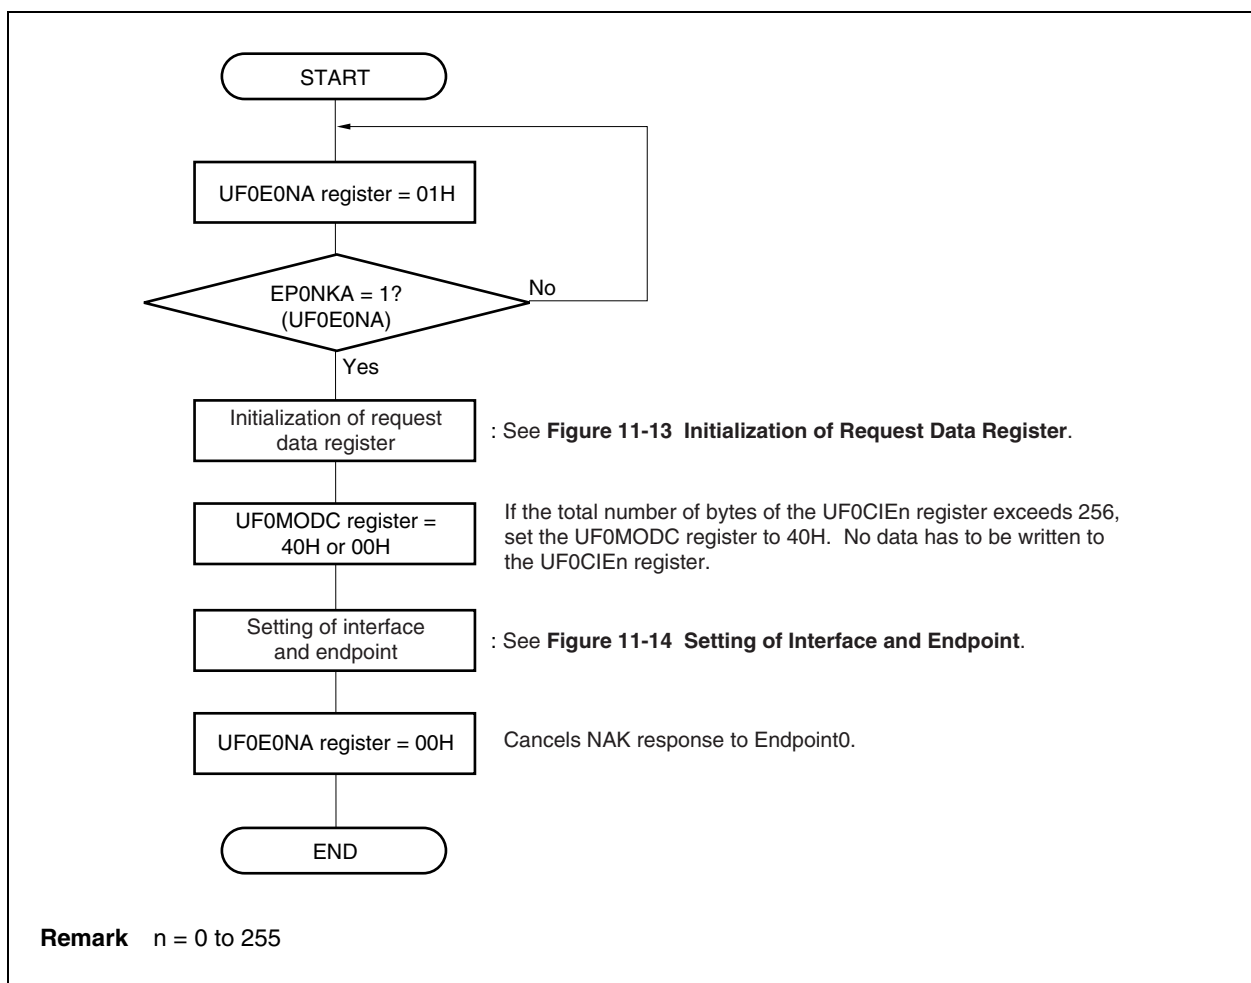 START
UF0E0NA register = 01H
EP0NKA = 1?
(UF0E0NA)
No
Yes
Initialization of request
data register
: See Figure 11-13  Initialization of Request Data Register.
UF0MODC register =
40H or 00H
If the total number of bytes of the UF0CIEn register exceeds 256,
set the UF0MODC register to 40H.  No data has to be written to
the UF0CIEn register.
Setting of interface
and endpoint
: See Figure 11-14  Setting of Interface and Endpoint.
UF0E0NA register = 00H
Cancels NAK response to Endpoint0.
END
Remark    n = 0 to 255